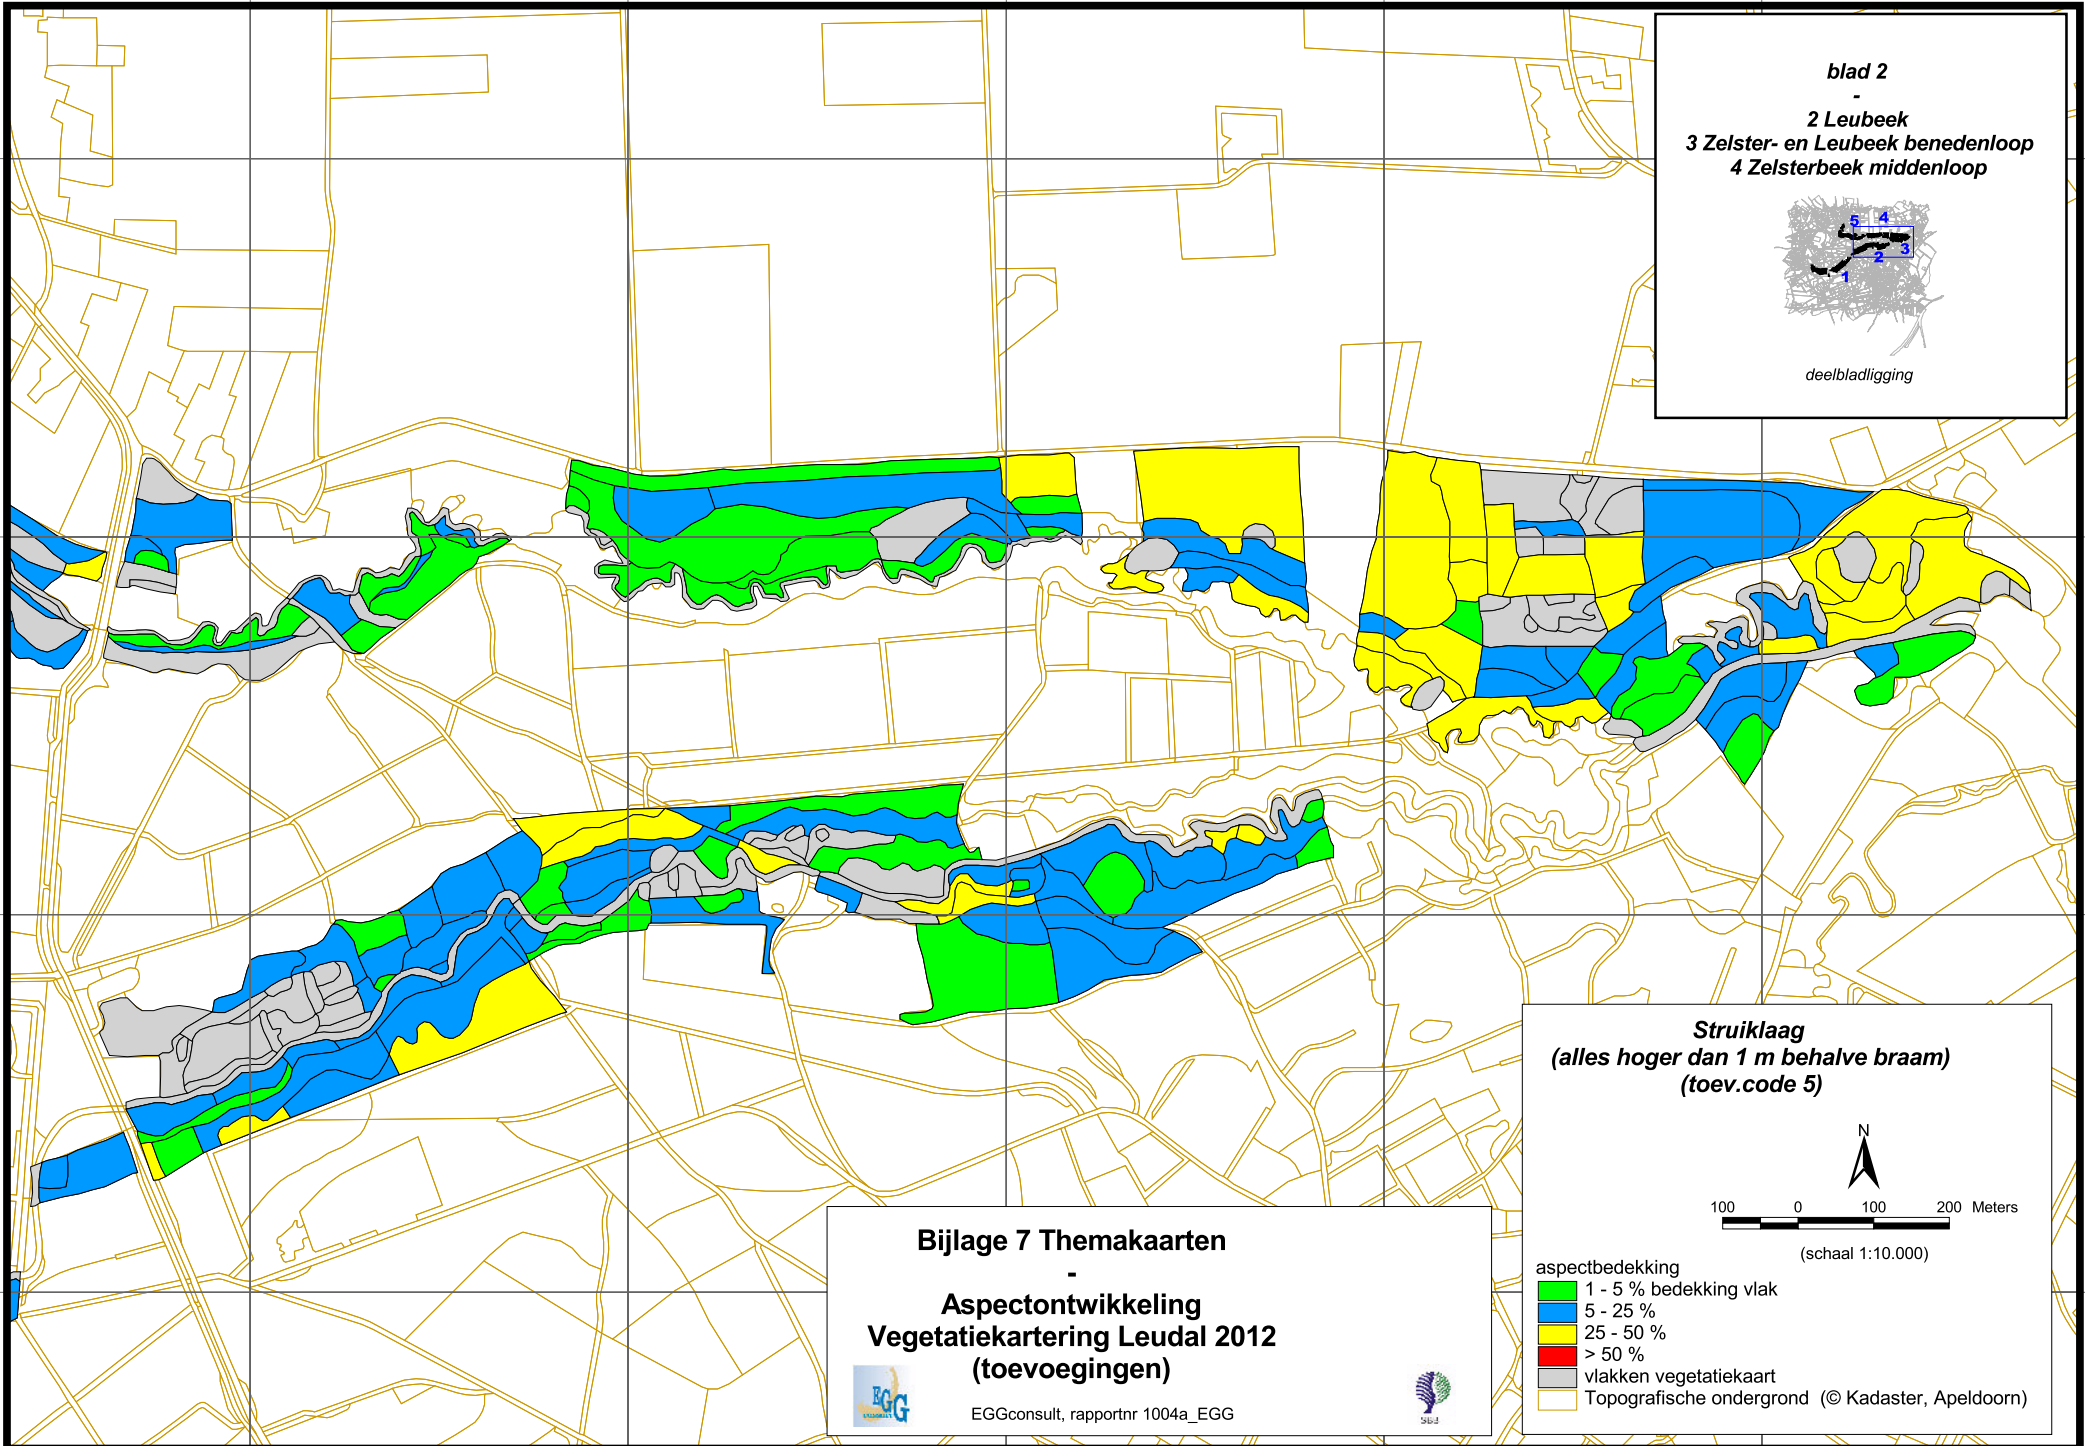 blad 2
-
2 Leubeek
3 Zelster- en Leubeek benedenloop
4 Zelsterbeek middenloop
5 4
3
2
1
deelbladligging
Struiklaag
(alles hoger dan 1 m behalve braam)
(toev.code 5)
N
100 0 100 200 Meters
(schaal 1:10.000)
aspectbedekking
1 - 5 % bedekking vlak
5 - 25 %
25 - 50 %
> 50 %
vlakken vegetatiekaart
Topografische ondergrond (© Kadaster, Apeldoorn)
Bijlage 7 Themakaarten
-
Aspectontwikkeling
Vegetatiekartering Leudal 2012
(toevoegingen)
EGG
EGGconsult, rapportnr 1004a_EGG
SBB